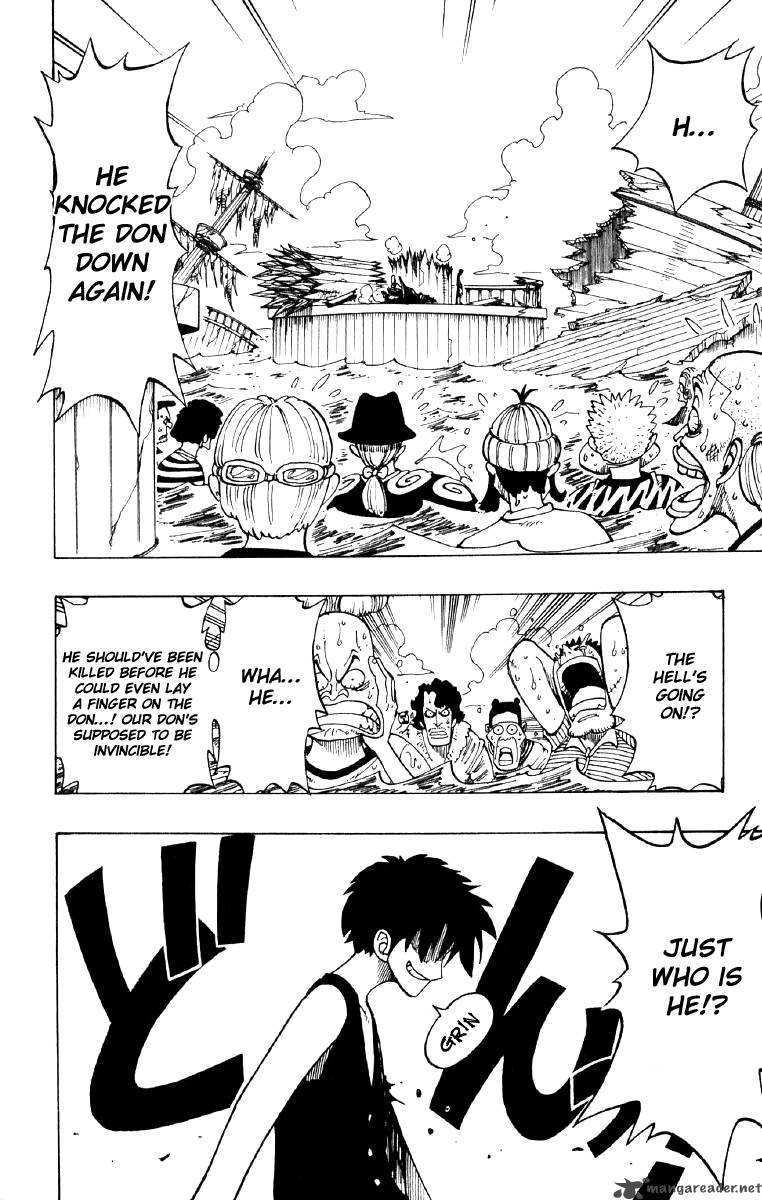 H...
HE
KNOCKED
THE DON
DOWN
AGAIN!
THE
HELL'S
GOING
ON!?
WHA...
HE...
HE SHOULD'VE BEEN
KILLED BEFORE HE
COULD EVEN LAY
A FINGER ON THE
DON...! OUR DON'S
SUPPOSED TO BE
INVINCIBLE!
JUST
WHO IS
HE!?
GRIN
どん
mangareader.net